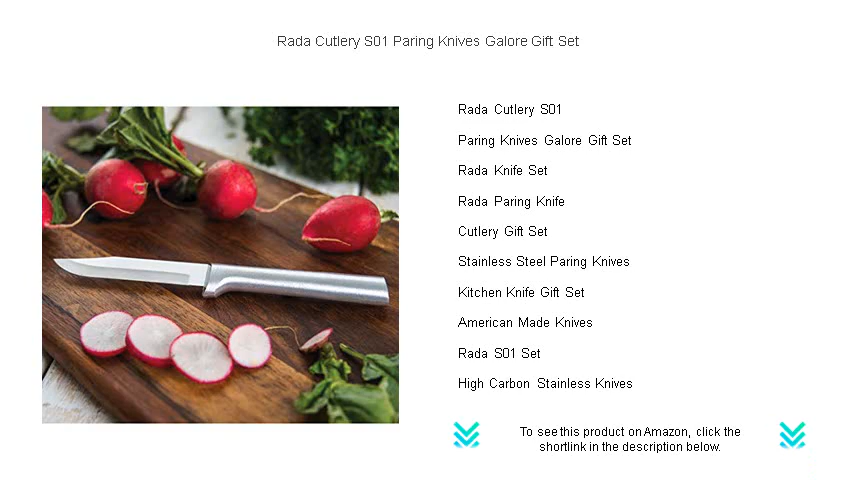 Rada Cutlery S01 Paring Knives Galore Gift Set
Rada Cutlery S01
Paring Knives Galore Gift Set
Rada Knife Set
Rada Paring Knife
Cutlery Gift Set
Stainless Steel Paring Knives
Kitchen Knife Gift Set
American Made Knives
Rada S01 Set
High Carbon Stainless Knives
To see this product on Amazon, click the
shortlink in the description below.